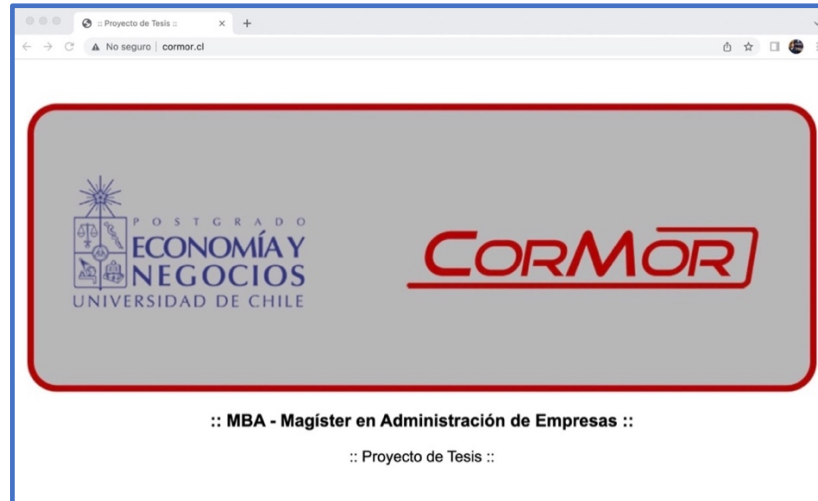 :: Proyecto de Tesis ::
No seguro | cormor.cl
POSTGRADO
ECONOMÍA Y
NEGOCIOS
UNIVERSIDAD DE CHILE
CORMOR
:: MBA - Magíster en Administración de Empresas ::
:: Proyecto de Tesis ::